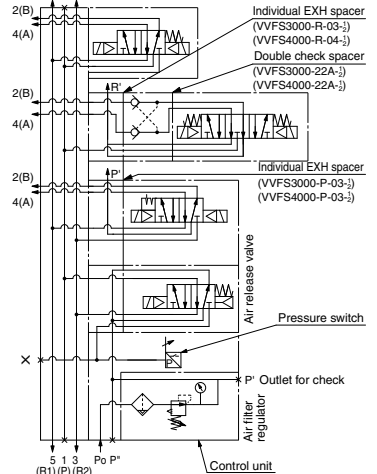 2(B)
4(A)
Individual EXH spacer
(VVFS3000-R-03-½)
(VVFS4000-R-04-½)
Double check spacer
(VVFS3000-22A-½)
(VVFS4000-22A-½)
2(B)
R'
4(A)
2(B)
P'
4(A)
Individual EXH spacer
(VVFS3000-P-03-½)
(VVFS4000-P-03-½)
Air release valve
Pressure switch
X
P
P' Outlet for check
Air filter
regulator
5 1 3 Po P"
(R1) (P) (R2)
Control unit